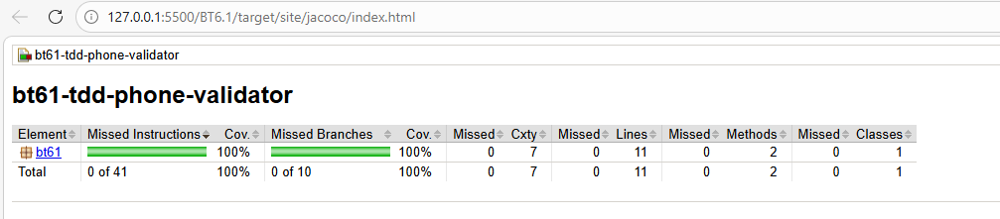 127.0.0.1:5500/BT6.1/target/site/jacoco/index.html
bt61-tdd-phone-validator
bt61-tdd-phone-validator
Element Missed Instructions Cov. Missed Branches Cov. Missed Cxty Missed Lines Missed Methods Missed Classes
bt61 100% 100% 0 7 0 11 0 2 0 1
Total 0 of 41 100% 0 of 10 100% 0 7 0 11 0 2 0 1